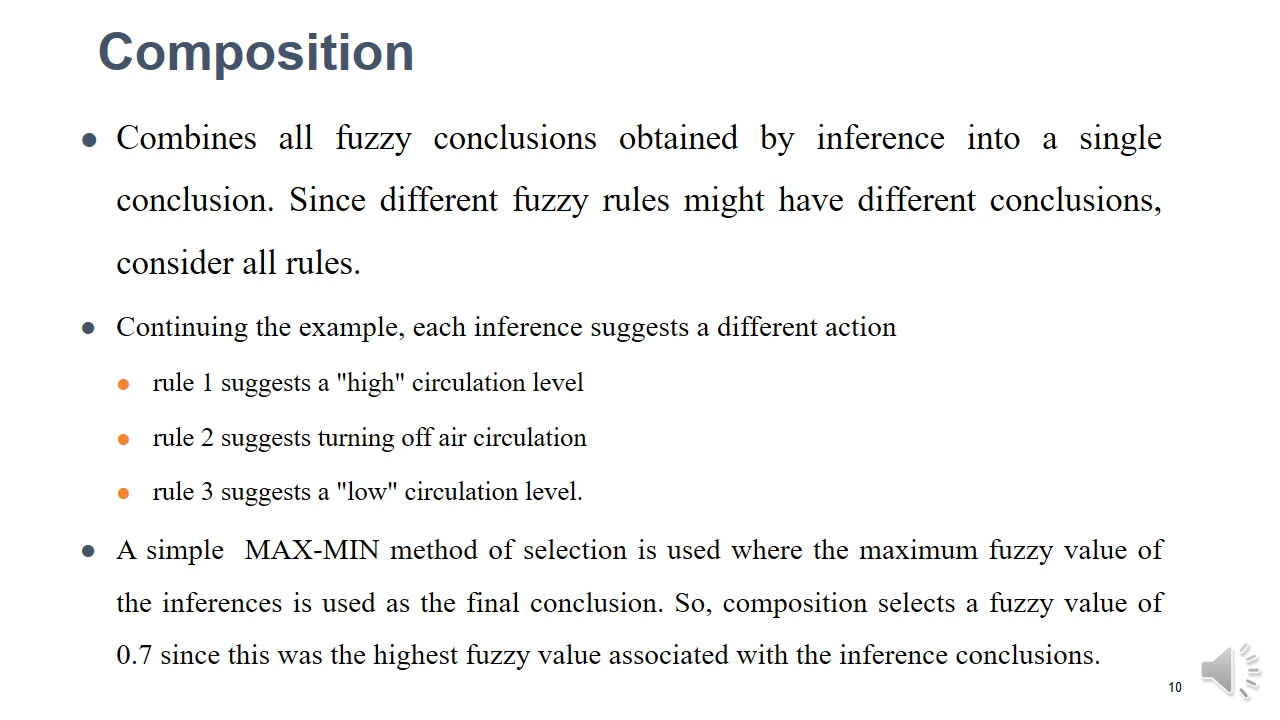 Composition
● Combines all fuzzy conclusions obtained by inference into a single
conclusion. Since different fuzzy rules might have different conclusions,
consider all rules.
● Continuing the example, each inference suggests a different action
● rule 1 suggests a "high" circulation level
● rule 2 suggests turning off air circulation
● rule 3 suggests a "low" circulation level.
● A simple  MAX-MIN method of selection is used where the maximum fuzzy value of
the inferences is used as the final conclusion. So, composition selects a fuzzy value of
0.7 since this was the highest fuzzy value associated with the inference conclusions.
10